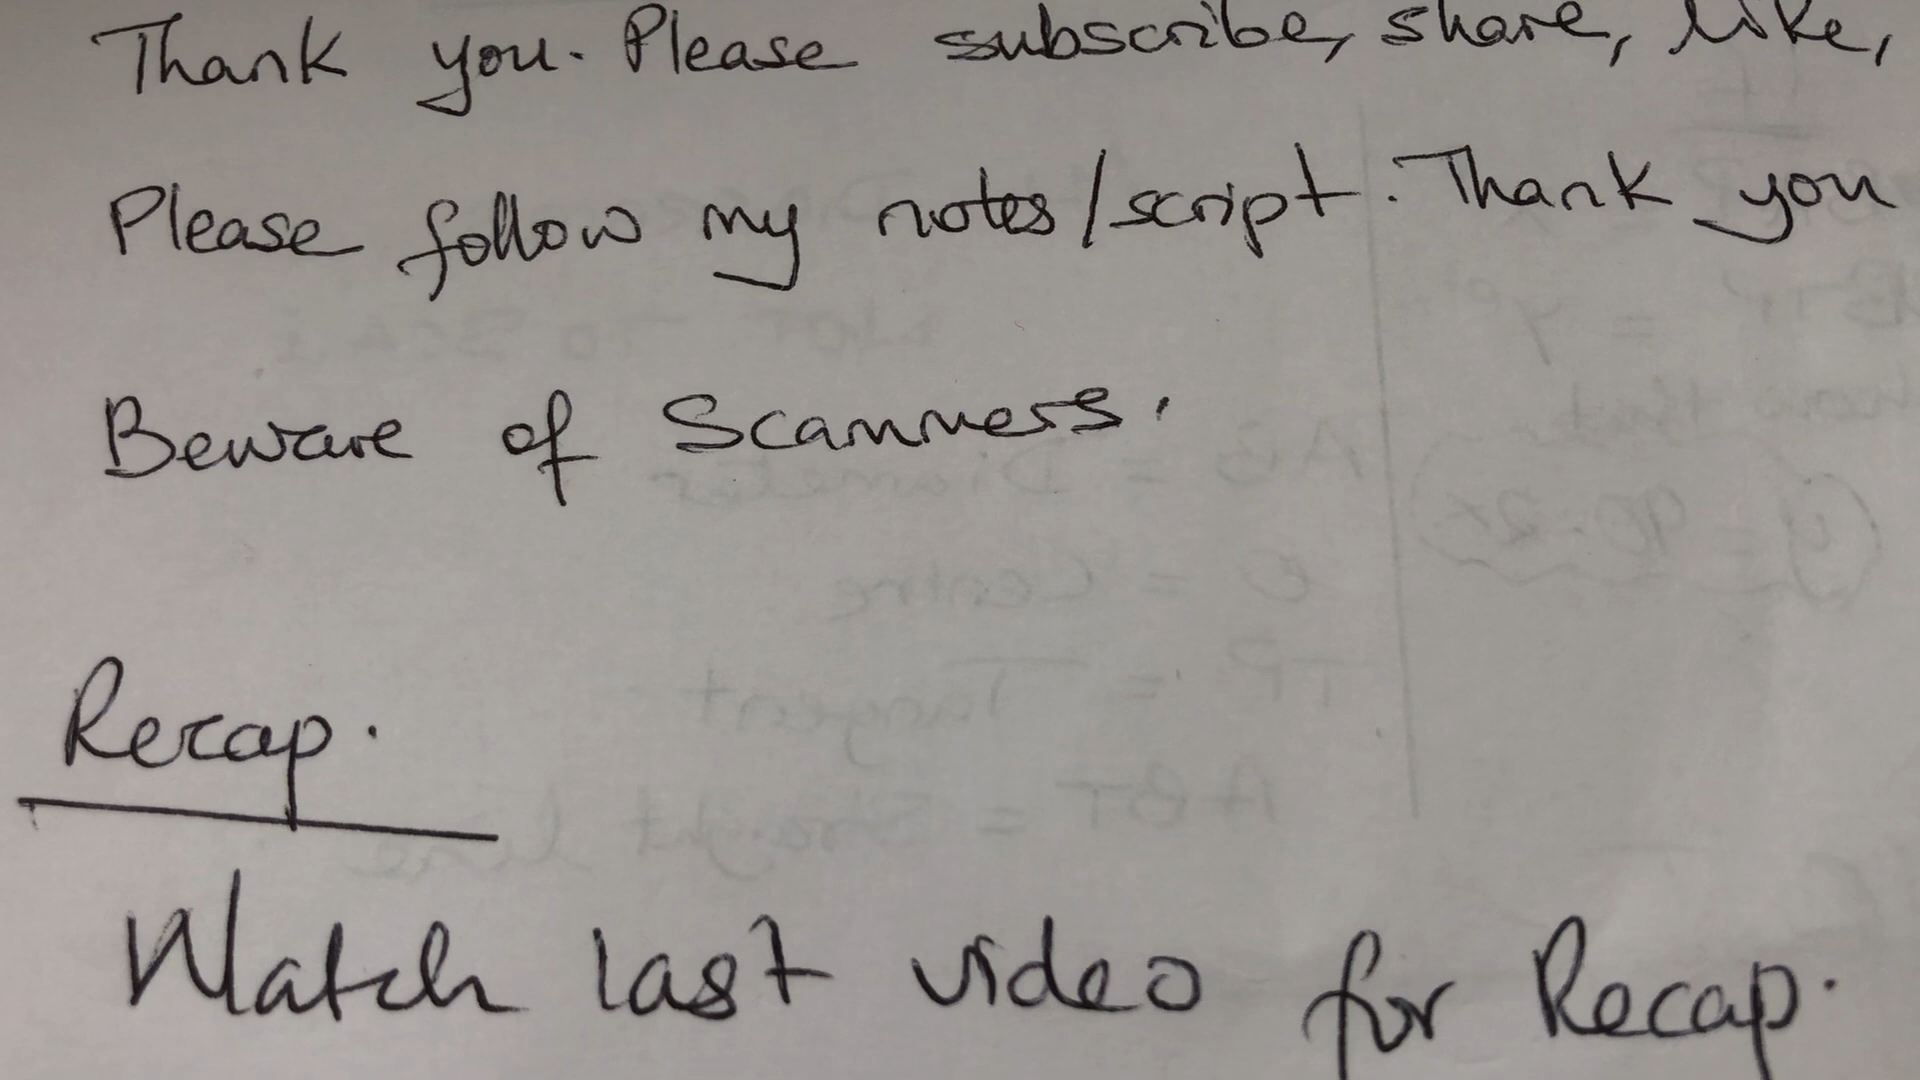 Thank you. Please subscribe, share, like,
Please follow my notes/script. Thank you
Beware of Scammers.
Recap.
Watch last video for Recap.